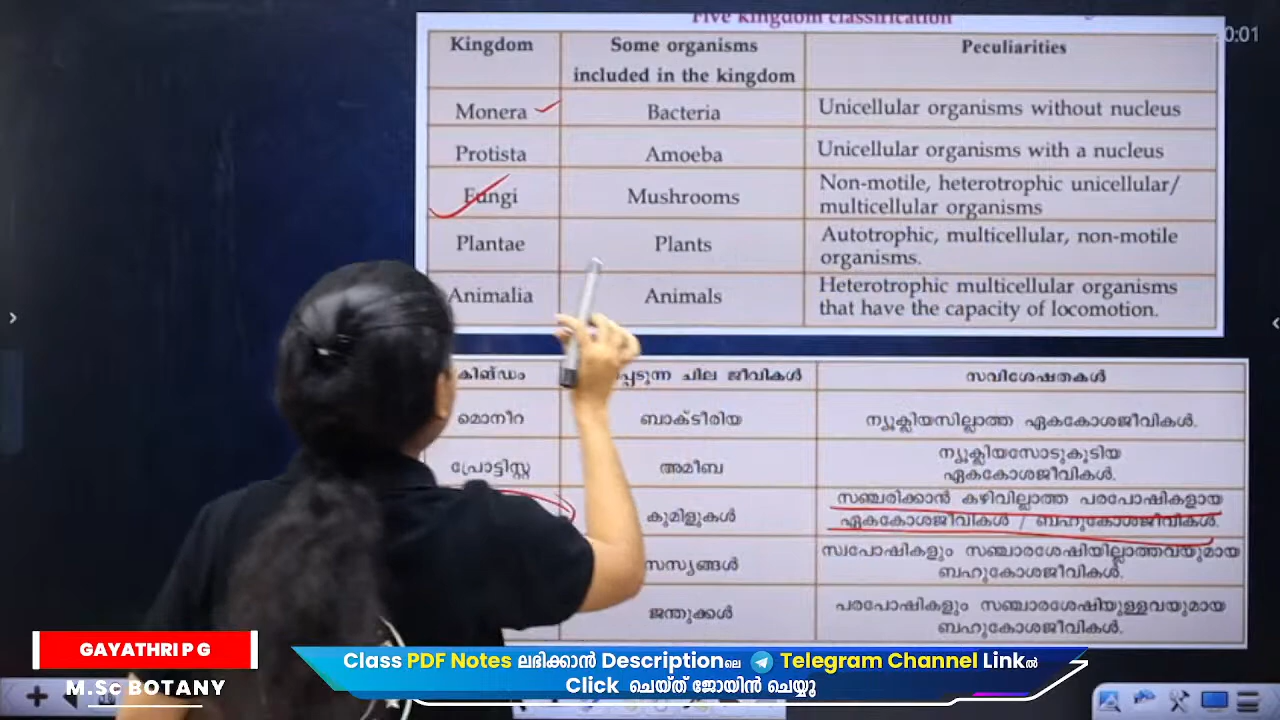 Five kingdom classification
20:01
Kingdom Some organisms included in the kingdom Peculiarities
Monera Bacteria Unicellular organisms without nucleus
Protista Amoeba Unicellular organisms with a nucleus
Fungi Mushrooms Non-motile, heterotrophic unicellular/
multicellular organisms
Plantae Plants Autotrophic, multicellular, non-motile
organisms.
Animalia Animals Heterotrophic multicellular organisms
that have the capacity of locomotion.
കിങ്ഡം ചില ജീവികൾ സവിശേഷതകൾ
മൊനീറ ബാക്ടീരിയ ന്യൂക്ലിയസില്ലാത്ത ഏകകോശജീവികൾ.
പ്രോട്ടിസ്റ്റ അമീബ ന്യൂക്ലിയസോടുകൂടിയ
ഏകകോശജീവികൾ.
കുമിളുകൾ സഞ്ചരിക്കാൻ കഴിവില്ലാത്ത പരപോഷികളായ
ഏകകോശജീവികൾ / ബഹുകോശജീവികൾ.
സസ്യങ്ങൾ സ്വപോഷികളും സഞ്ചാരശേഷിയില്ലാത്തവയുമായ
ബഹുകോശജീവികൾ.
ജന്തുക്കൾ പരപോഷികളും സഞ്ചാരശേഷിയുള്ളവയുമായ
ബഹുകോശജീവികൾ.
GAYATHRI P G
M.Sc BOTANY
Class PDF Notes ലഭിക്കാൻ Descriptionലെ Telegram Channel Linkൽ
Click ചെയ്ത് ജോയിൻ ചെയ്യൂ